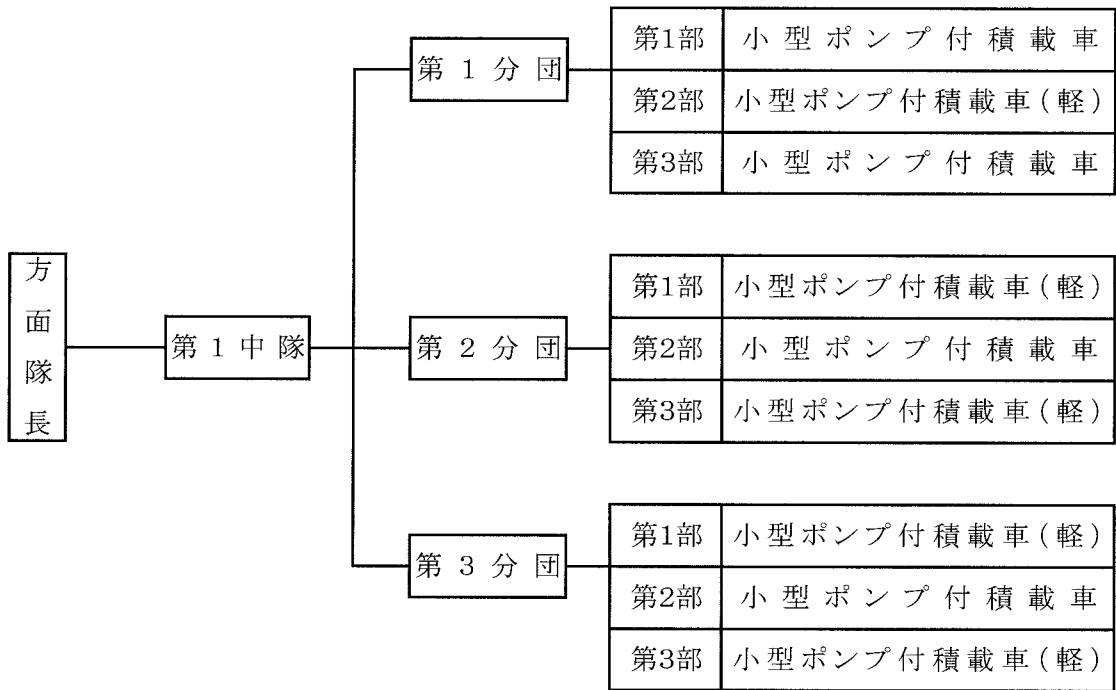 方面隊長
第1中隊
第1分団
第1部 小型ポンプ付積載車
第2部 小型ポンプ付積載車(軽)
第3部 小型ポンプ付積載車
第2分団
第1部 小型ポンプ付積載車(軽)
第2部 小型ポンプ付積載車
第3部 小型ポンプ付積載車(軽)
第3分団
第1部 小型ポンプ付積載車(軽)
第2部 小型ポンプ付積載車
第3部 小型ポンプ付積載車(軽)